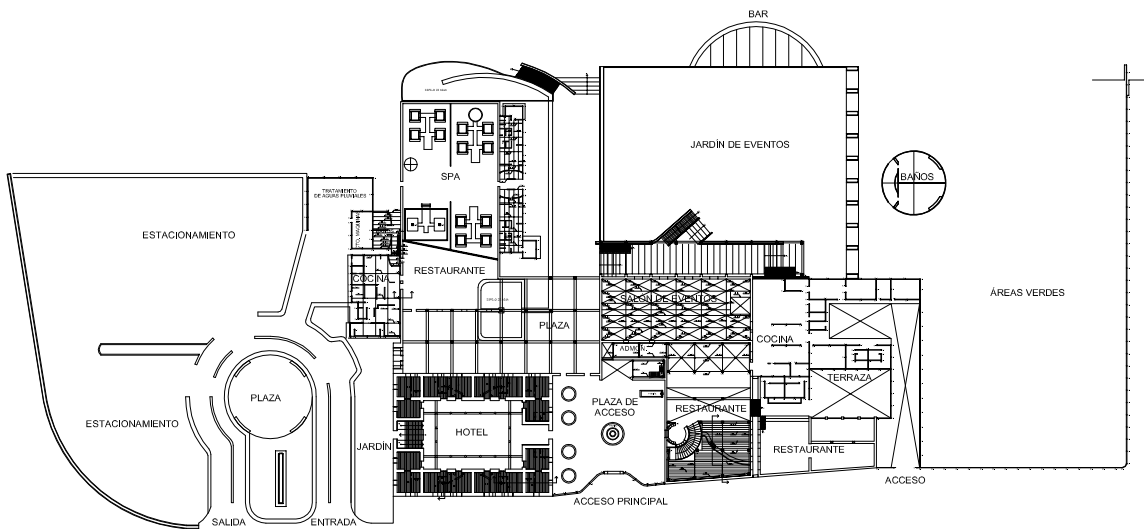 BAR
JARDÍN DE EVENTOS
BAÑOS
SPA
TRATAMIENTO
DE AGUAS PLUVIALES
ESTACIONAMIENTO
RESTAURANTE
COCINA
ÁREAS VERDES
SALÓN DE EVENTOS
PLAZA
COCINA
ADMÓN
TERRAZA
PLAZA
PLAZA DE
ACCESO
RESTAURANTE
ESTACIONAMIENTO
HOTEL
JARDÍN
RESTAURANTE
ACCESO
ACCESO PRINCIPAL
SALIDA
ENTRADA